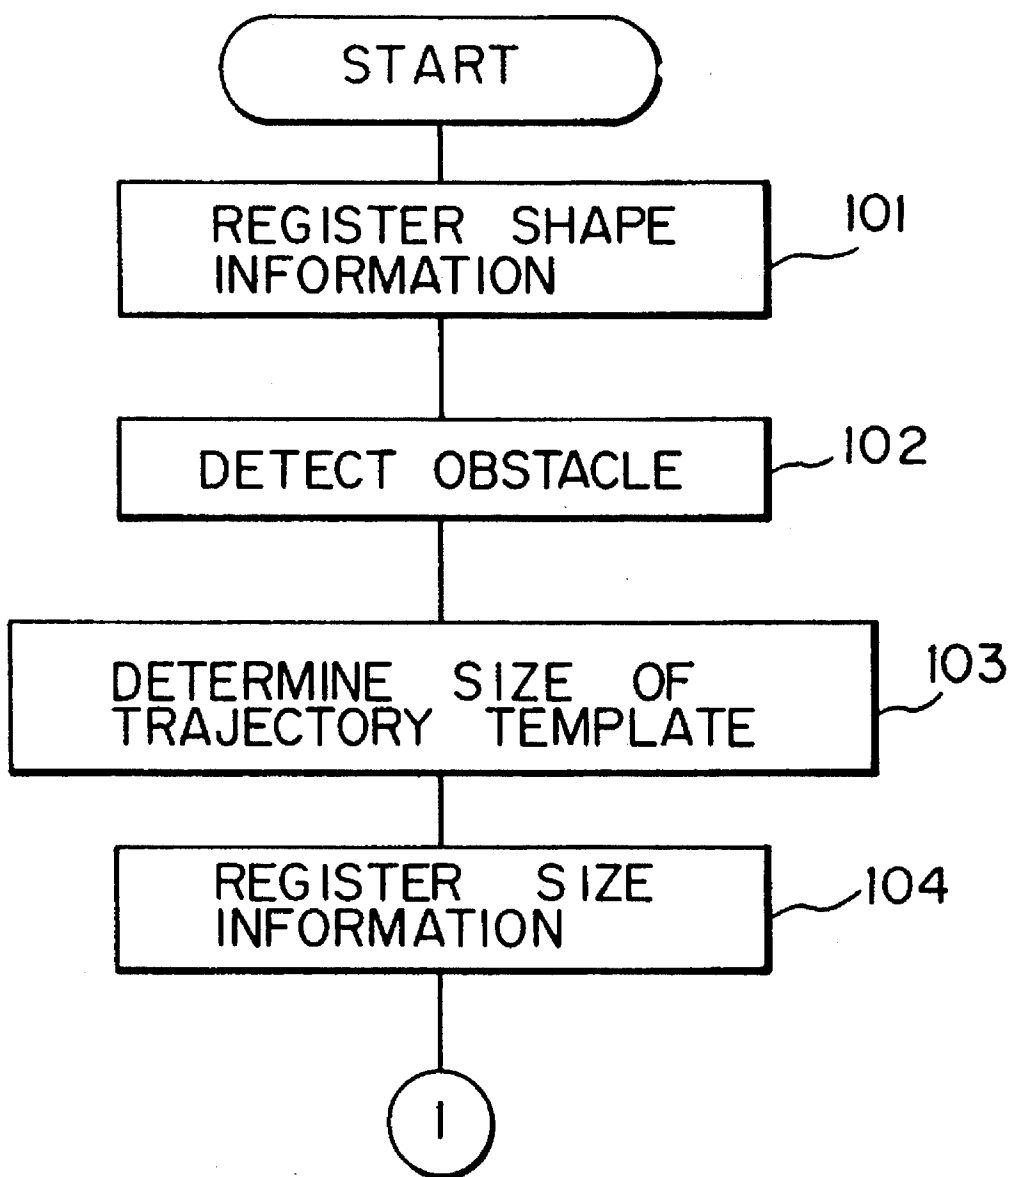 START
REGISTER SHAPE
INFORMATION
101
DETECT OBSTACLE
102
DETERMINE SIZE OF
TRAJECTORY TEMPLATE
103
REGISTER SIZE
INFORMATION
104
1